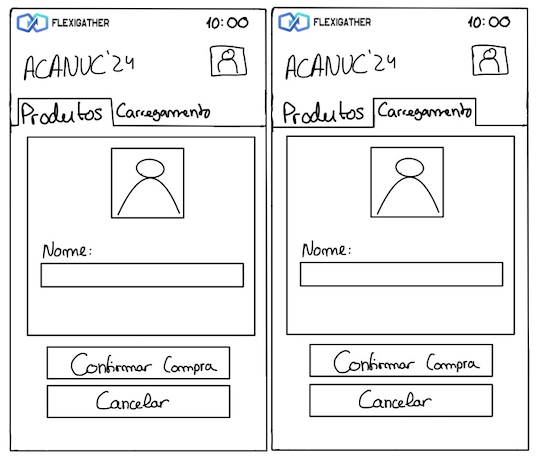 FLEXIGATHER 10:00
ACANUC'24
Produtos Carregamento
Nome:
Confirmar Compra
Cancelar
FLEXIGATHER 10:00
ACANUC'24
Produtos Carregamento
Nome:
Confirmar Compra
Cancelar